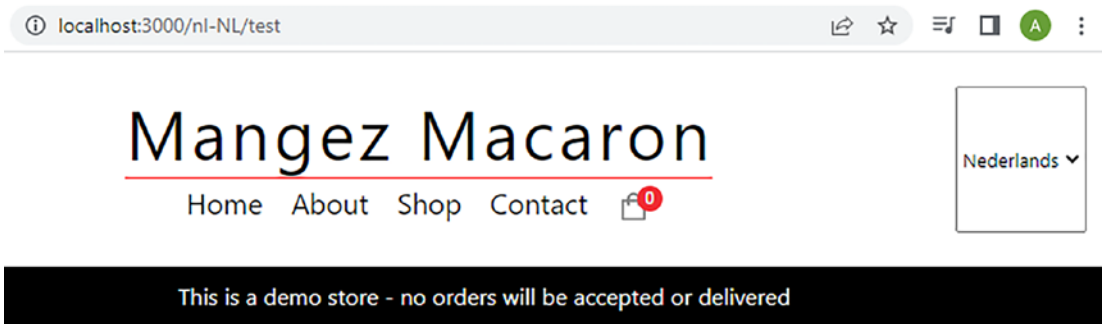 localhost:3000/nl-NL/test
A
Mangez Macaron
Nederlands
Home About Shop Contact 0
This is a demo store - no orders will be accepted or delivered